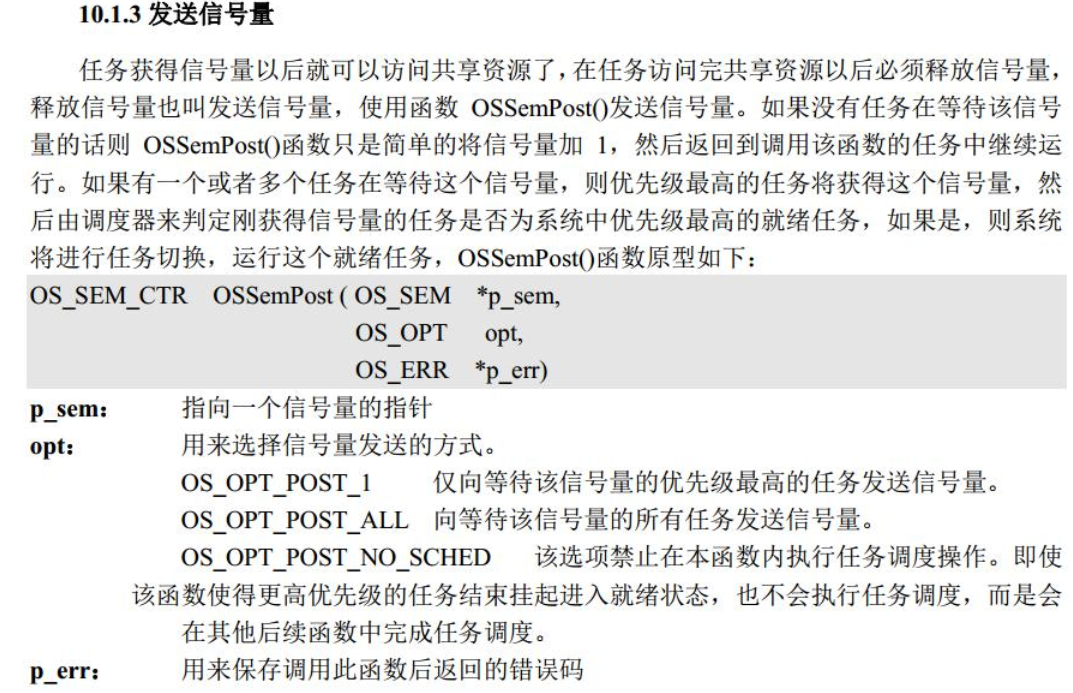 10.1.3 发送信号量
任务获得信号量以后就可以访问共享资源了，在任务访问完共享资源以后必须释放信号量，
释放信号量也叫发送信号量，使用函数 OSSemPost()发送信号量。如果没有任务在等待该信号
量的话则 OSSemPost()函数只是简单的将信号量加 1，然后返回到调用该函数的任务中继续运
行。如果有一个或者多个任务在等待这个信号量，则优先级最高的任务将获得这个信号量，然
后由调度器来判定刚获得信号量的任务是否为系统中优先级最高的就绪任务，如果是，则系统
将进行任务切换，运行这个就绪任务，OSSemPost()函数原型如下：
OS_SEM_CTR OSSemPost ( OS_SEM *p_sem,
OS_OPT opt,
OS_ERR *p_err)
p_sem： 指向一个信号量的指针
opt： 用来选择信号量发送的方式。
OS_OPT_POST_1 仅向等待该信号量的优先级最高的任务发送信号量。
OS_OPT_POST_ALL 向等待该信号量的所有任务发送信号量。
OS_OPT_POST_NO_SCHED 该选项禁止在本函数内执行任务调度操作。即使
该函数使得更高优先级的任务结束挂起进入就绪状态，也不会执行任务调度，而是会
在其他后续函数中完成任务调度。
p_err： 用来保存调用此函数后返回的错误码